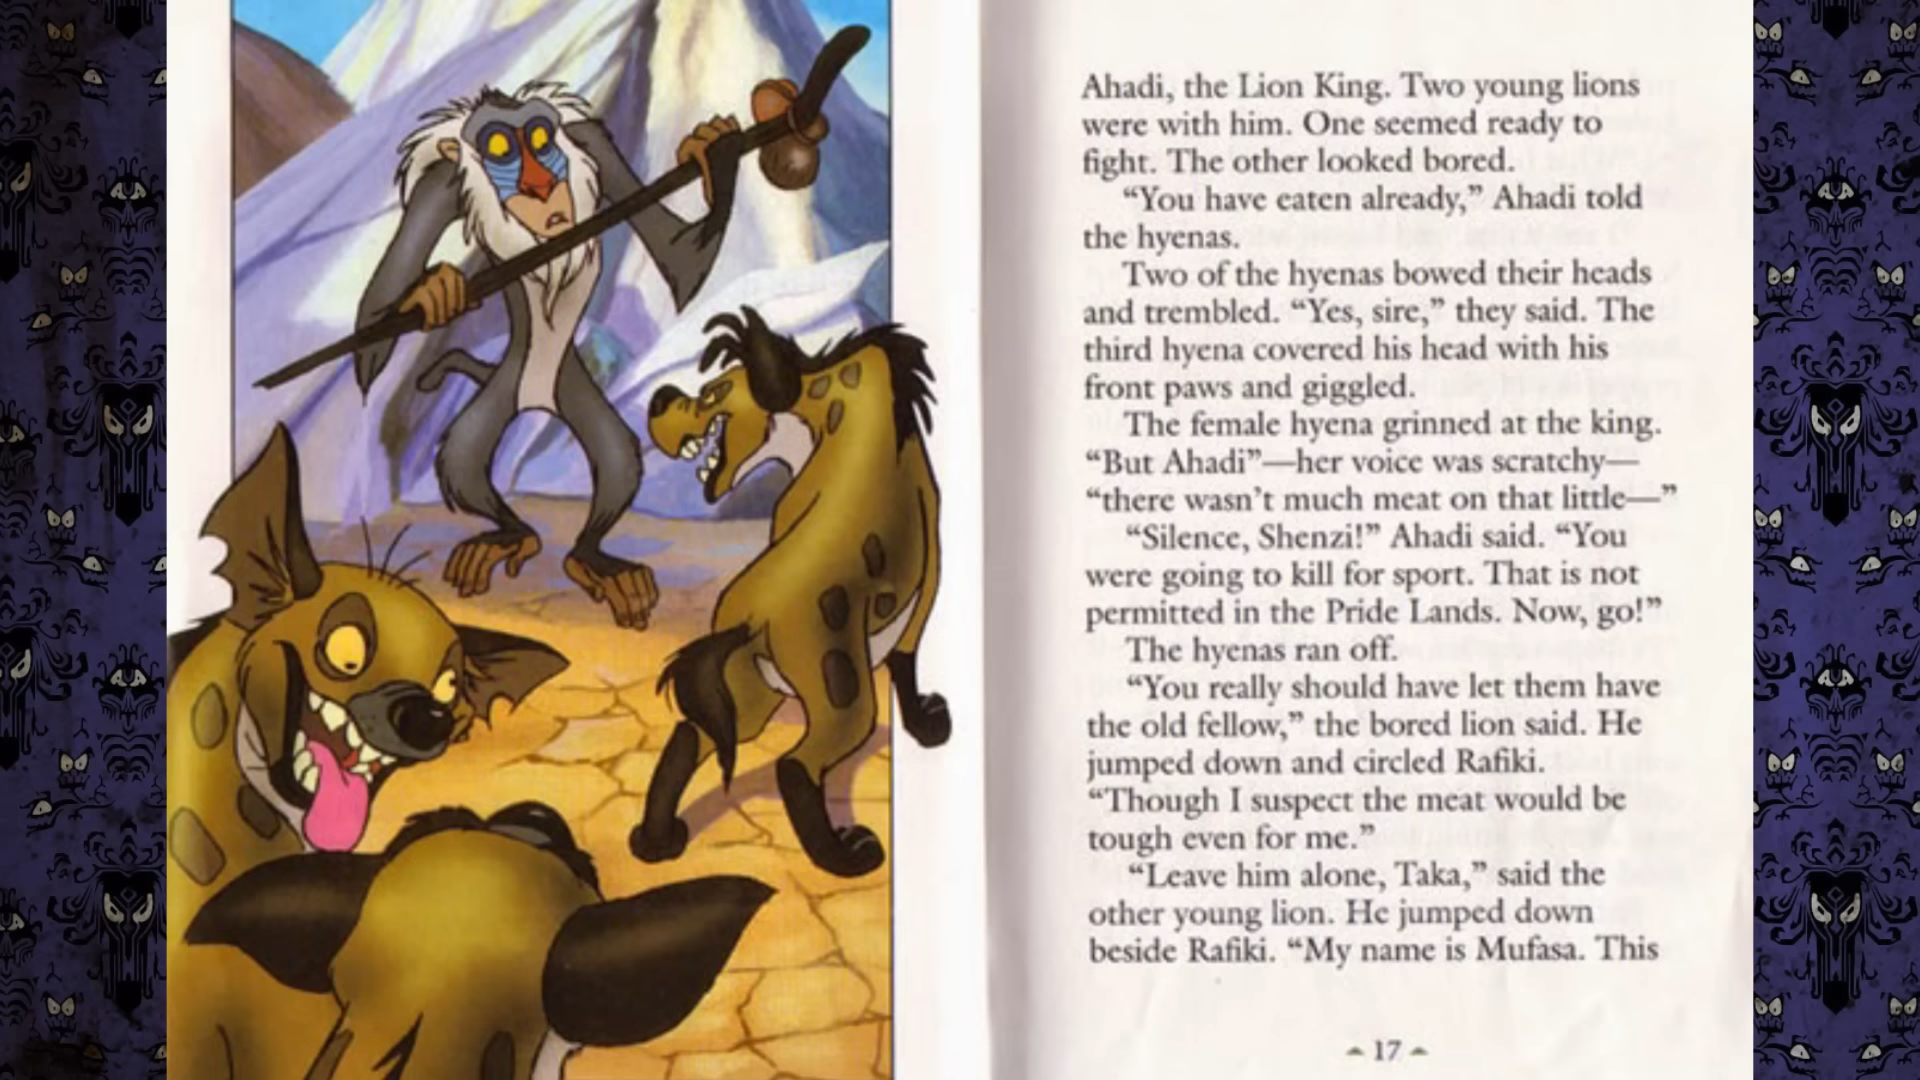 Ahadi, the Lion King. Two young lions
were with him. One seemed ready to
fight. The other looked bored.
“You have eaten already,” Ahadi told
the hyenas.
Two of the hyenas bowed their heads
and trembled. “Yes, sire,” they said. The
third hyena covered his head with his
front paws and giggled.
The female hyena grinned at the king.
“But Ahadi”—her voice was scratchy—
“there wasn’t much meat on that little—”
“Silence, Shenzi!” Ahadi said. “You
were going to kill for sport. That is not
permitted in the Pride Lands. Now, go!”
The hyenas ran off.
“You really should have let them have
the old fellow,” the bored lion said. He
jumped down and circled Rafiki.
“Though I suspect the meat would be
tough even for me.”
“Leave him alone, Taka,” said the
other young lion. He jumped down
beside Rafiki. “My name is Mufasa. This
17